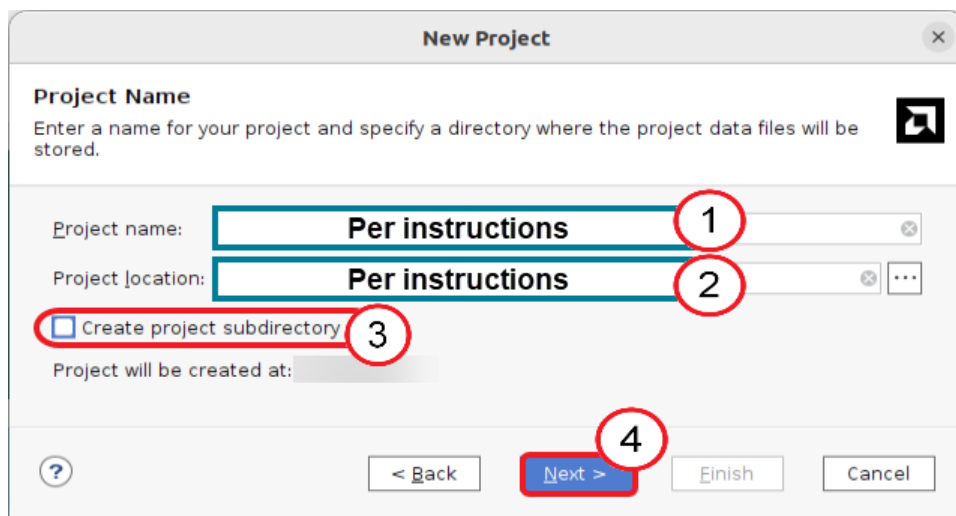 New Project
Project Name
Enter a name for your project and specify a directory where the project data files will be
stored.
Project name: Per instructions 1
Project location: Per instructions 2 ...
Create project subdirectory 3
Project will be created at:
4
? < Back Next > Finish Cancel